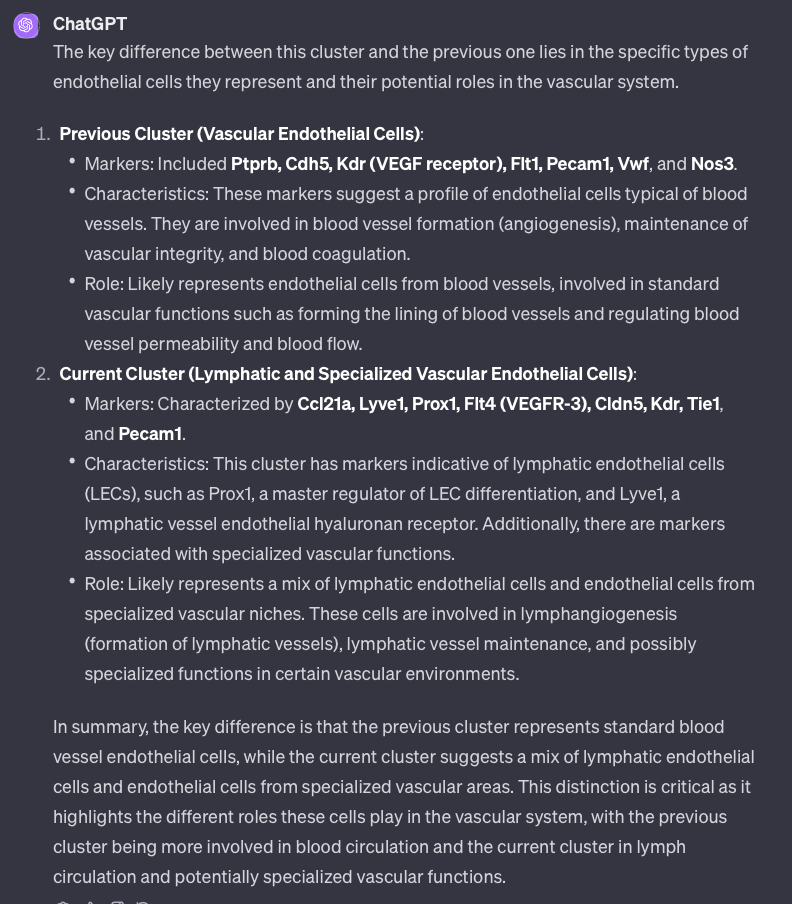 ChatGPT
The key difference between this cluster and the previous one lies in the specific types of
endothelial cells they represent and their potential roles in the vascular system.
1. Previous Cluster (Vascular Endothelial Cells):
• Markers: Included Ptprb, Cdh5, Kdr (VEGF receptor), Flt1, Pecam1, Vwf, and Nos3.
• Characteristics: These markers suggest a profile of endothelial cells typical of blood
vessels. They are involved in blood vessel formation (angiogenesis), maintenance of
vascular integrity, and blood coagulation.
• Role: Likely represents endothelial cells from blood vessels, involved in standard
vascular functions such as forming the lining of blood vessels and regulating blood
vessel permeability and blood flow.
2. Current Cluster (Lymphatic and Specialized Vascular Endothelial Cells):
• Markers: Characterized by Ccl21a, Lyve1, Prox1, Flt4 (VEGFR-3), Cldn5, Kdr, Tie1,
and Pecam1.
• Characteristics: This cluster has markers indicative of lymphatic endothelial cells
(LECs), such as Prox1, a master regulator of LEC differentiation, and Lyve1, a
lymphatic vessel endothelial hyaluronan receptor. Additionally, there are markers
associated with specialized vascular functions.
• Role: Likely represents a mix of lymphatic endothelial cells and endothelial cells from
specialized vascular niches. These cells are involved in lymphangiogenesis
(formation of lymphatic vessels), lymphatic vessel maintenance, and possibly
specialized functions in certain vascular environments.
In summary, the key difference is that the previous cluster represents standard blood
vessel endothelial cells, while the current cluster suggests a mix of lymphatic endothelial
cells and endothelial cells from specialized vascular areas. This distinction is critical as it
highlights the different roles these cells play in the vascular system, with the previous
cluster being more involved in blood circulation and the current cluster in lymph
circulation and potentially specialized vascular functions.